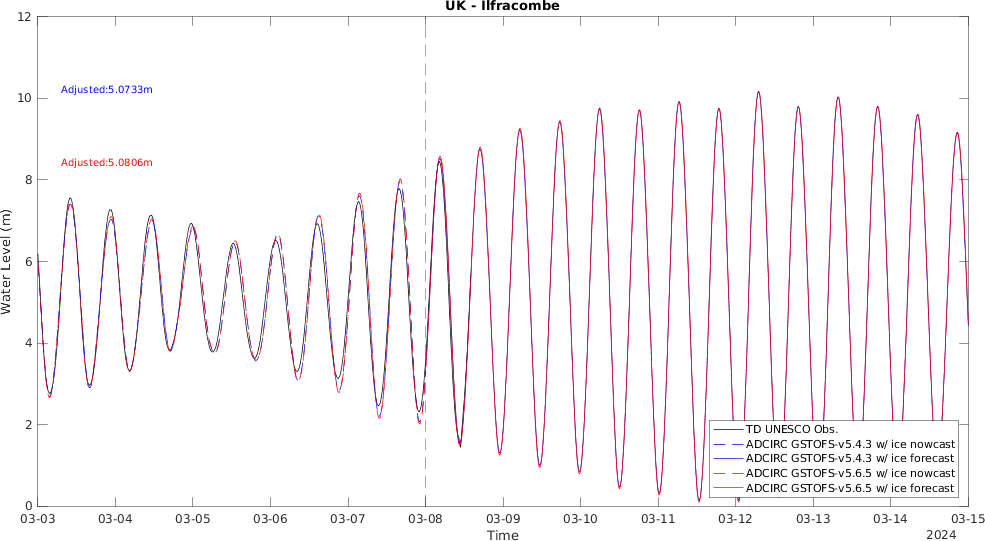 UK - Ilfracombe
12
10
8
6
4
2
0
Water Level (m)
Adjusted:5.0733m
Adjusted:5.0806m
TD UNESCO Obs.
ADCIRC GSTOFS-v5.4.3 w/ ice nowcast
ADCIRC GSTOFS-v5.4.3 w/ ice forecast
ADCIRC GSTOFS-v5.6.5 w/ ice nowcast
ADCIRC GSTOFS-v5.6.5 w/ ice forecast
03-03 03-04 03-05 03-06 03-07 03-08 03-09 03-10 03-11 03-12 03-13 03-14 03-15
Time
2024